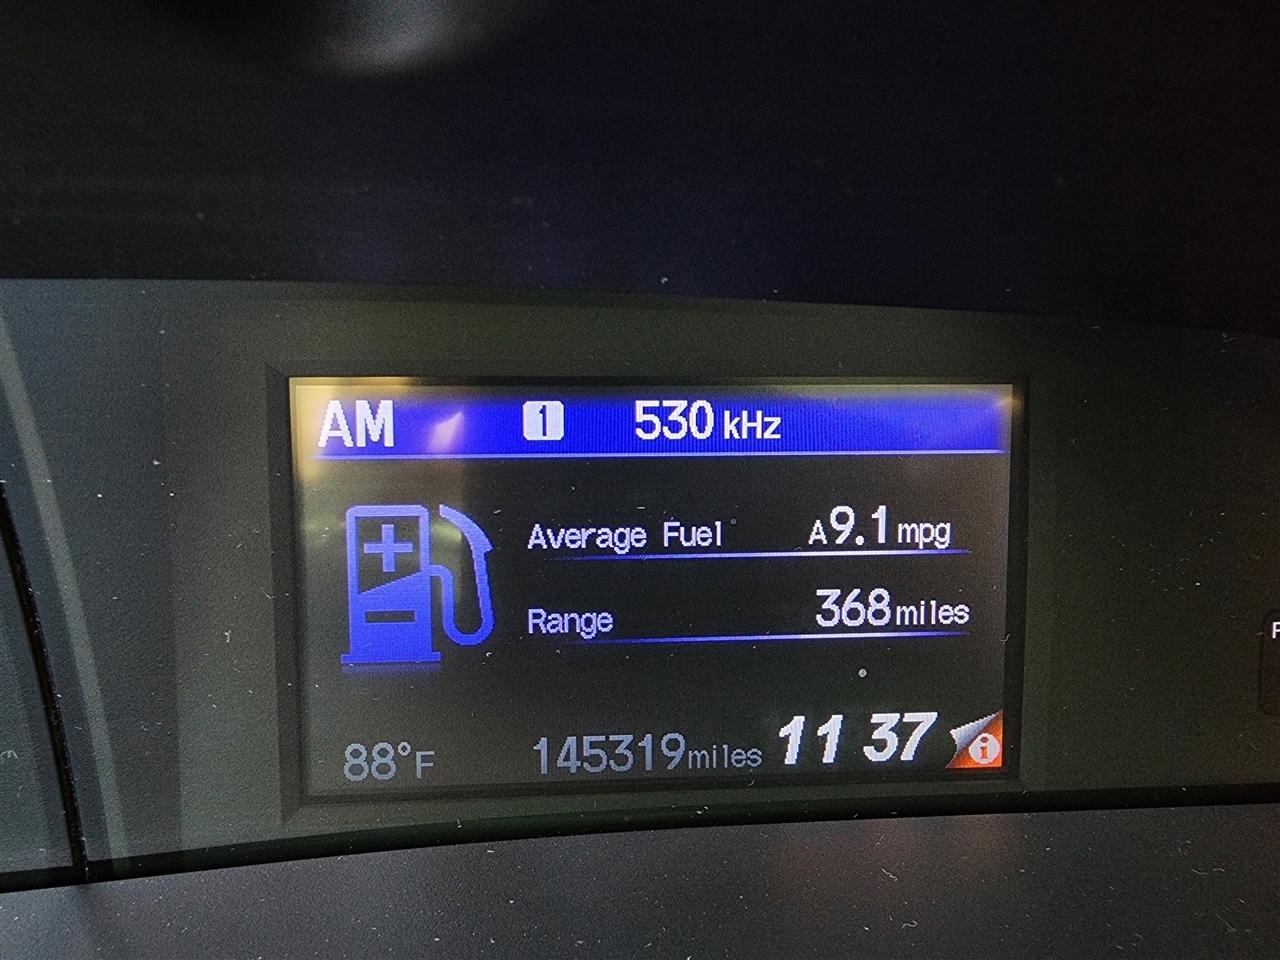 AM 1 530 kHz
Average Fuel A9.1 mpg
Range 368 miles
88°F 145319 miles 11 37 i